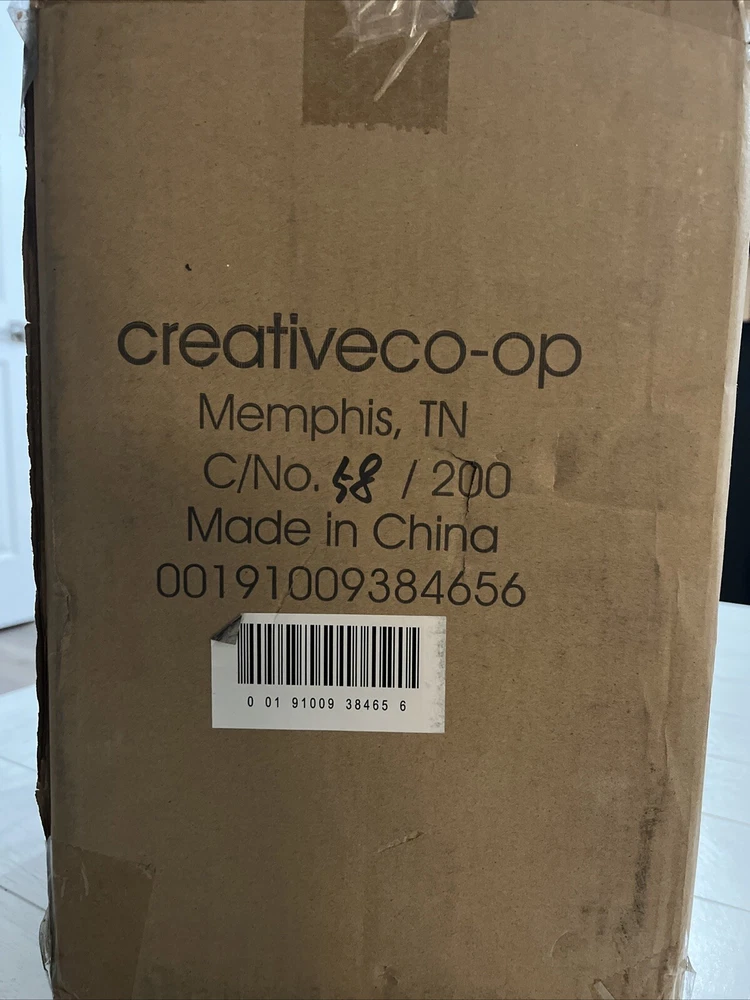 creativeco-op
Memphis, TN
C/No. 58 / 200
Made in China
00191009384656
0 01 91009 38465 6